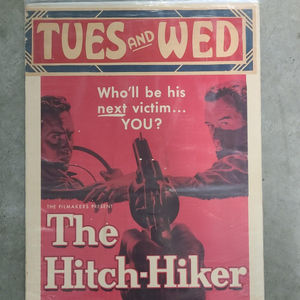 TUES AND WED
Who'll be his
next victim...
YOU?
THE FILMAKERS PRESENT
The
Hitch-Hiker